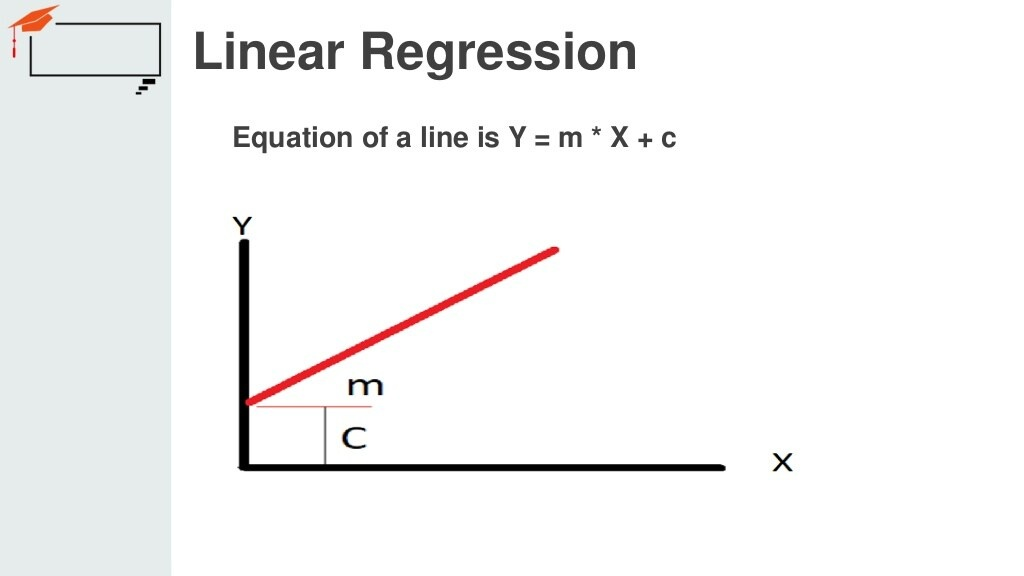 Linear Regression
Equation of a line is Y = m * X + c
Y
m
C
X